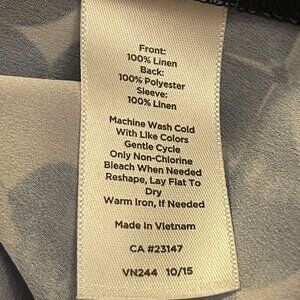 Front:
100% Linen
Back:
100% Polyester
Sleeve:
100% Linen
Machine Wash Cold
With Like Colors
Gentle Cycle
Only Non-Chlorine
Bleach When Needed
Reshape, Lay Flat To
Dry
Warm Iron, If Needed
Made in Vietnam
CA #23147
VN244 10/15